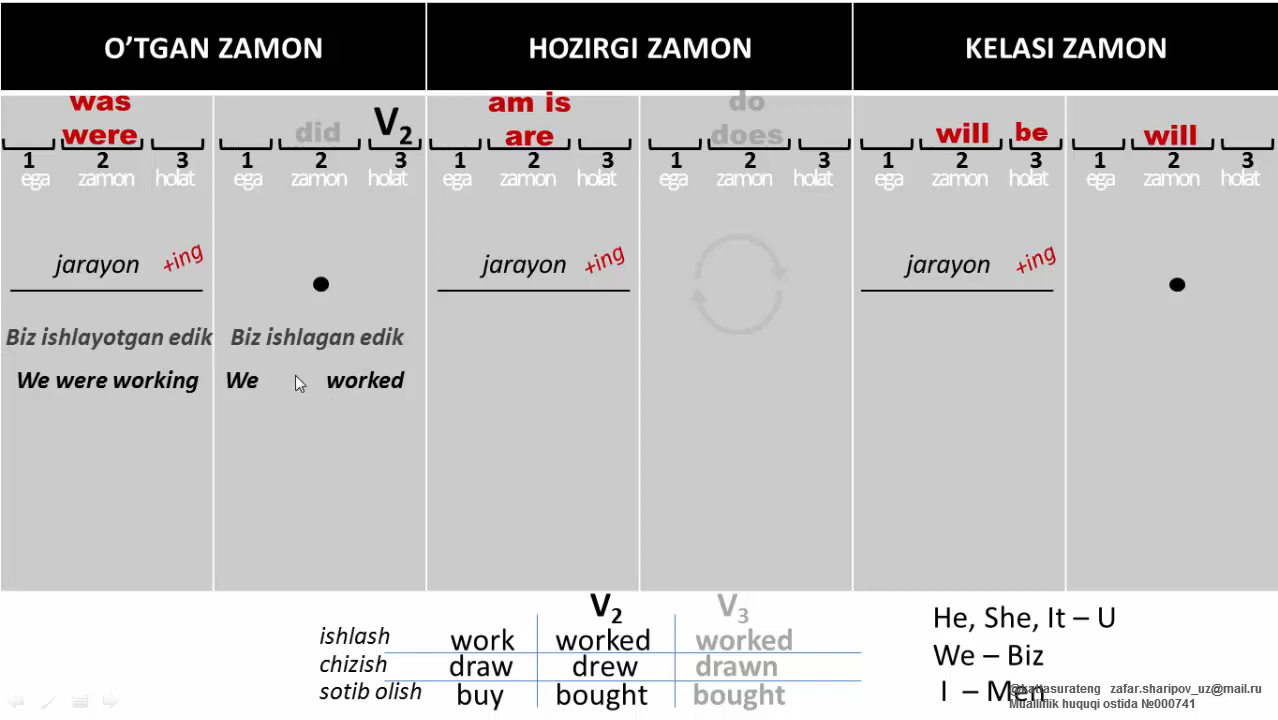 O’TGAN ZAMON
HOZIRGI ZAMON
KELASI ZAMON
was were
did
V2
am is are
do does
will
be
will
1 2 3
1 2 3
1 2 3
1 2 3
1 2 3
1 2 3
ega zamon holat
ega zamon holat
ega zamon holat
ega zamon holat
ega zamon holat
ega zamon holat
jarayon +ing
jarayon +ing
jarayon +ing
Biz ishlayotgan edik
Biz ishlagan edik
We were working
We worked
V2 V3
ishlash work worked worked
chizish draw drew drawn
sotib olish buy bought bought
He, She, It – U
We – Biz
I – Men
@kattasurateng zafar.sharipov_uz@mail.ru
Mualliflik huquqi ostida №000741